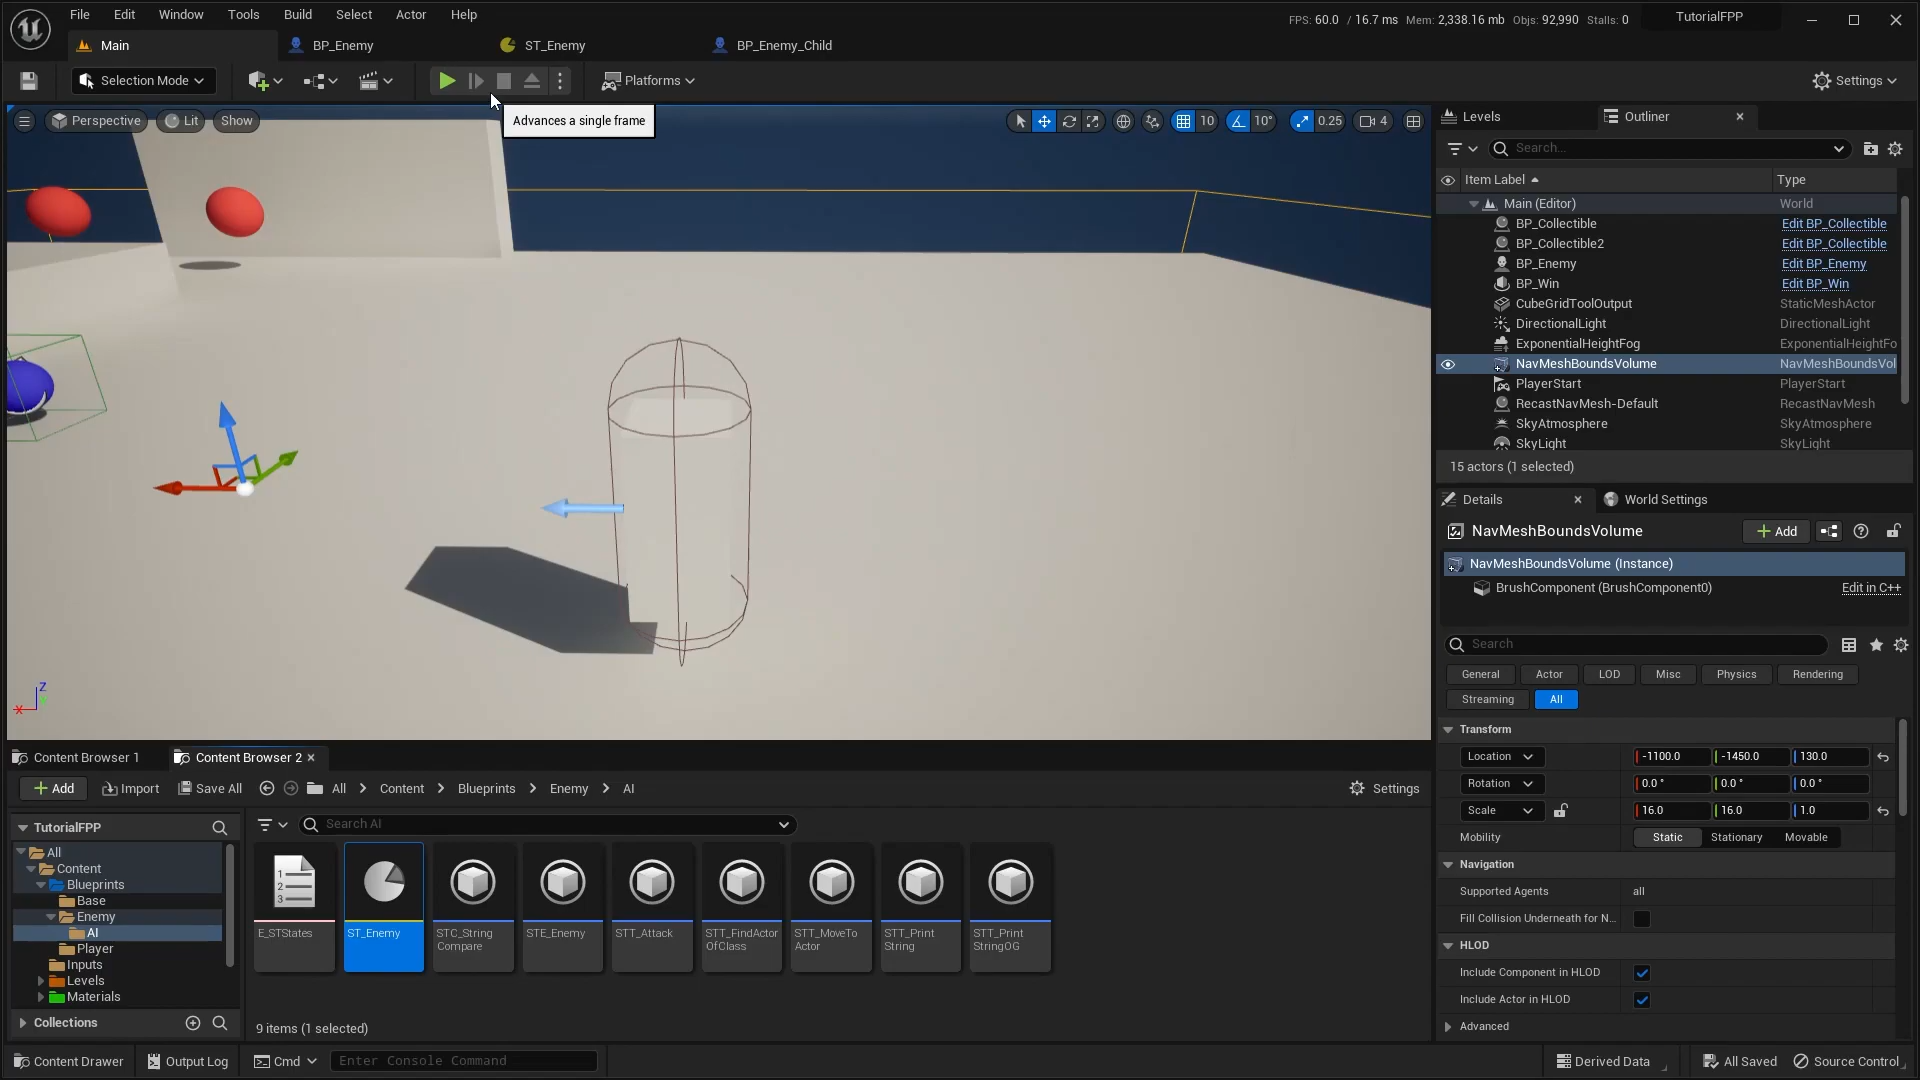 File Edit Window Tools Build Select Actor Help
FPS: 60.0 / 16.7 ms Mem: 2,338.16 mb Objs: 92,990 Stalls: 0
TutorialFPP
Main
BP_Enemy
ST_Enemy
BP_Enemy_Child
Selection Mode
Platforms
Settings
Advances a single frame
Perspective
Lit
Show
10
10°
0.25
4
Levels
Outliner
Search...
Item Label
Type
Main (Editor) World
BP_Collectible Edit BP_Collectible
BP_Collectible2 Edit BP_Collectible
BP_Enemy Edit BP_Enemy
BP_Win Edit BP_Win
CubeGridToolOutput StaticMeshActor
DirectionalLight DirectionalLight
ExponentialHeightFog ExponentialHeightFo
NavMeshBoundsVolume NavMeshBoundsVol
PlayerStart PlayerStart
RecastNavMesh-Default RecastNavMesh
SkyAtmosphere SkyAtmosphere
SkyLight SkyLight
15 actors (1 selected)
Details
World Settings
NavMeshBoundsVolume
Add
NavMeshBoundsVolume (Instance)
BrushComponent (BrushComponent0) Edit in C++
Search
General Actor LOD Misc Physics Rendering
Streaming All
Transform
Location -1100.0 -1450.0 130.0
Rotation 0.0 ° 0.0 ° 0.0 °
Scale 16.0 16.0 1.0
Mobility Static Stationary Movable
Navigation
Supported Agents all
Fill Collision Underneath for N...
HLOD
Include Component in HLOD
Include Actor in HLOD
Advanced
Z
X
Content Browser 1
Content Browser 2
Add Import Save All All Content Blueprints Enemy AI
Settings
TutorialFPP
Search AI
All
Content
Blueprints
Base
Enemy
AI
Player
Inputs
Levels
Materials
Collections
E_STStates
ST_Enemy
STC_String
Compare
STE_Enemy
STT_Attack
STT_FindActor
OfClass
STT_MoveTo
Actor
STT_Print
String
STT_Print
StringOG
9 items (1 selected)
Content Drawer
Output Log
Cmd
Enter Console Command
Derived Data
All Saved
Source Control